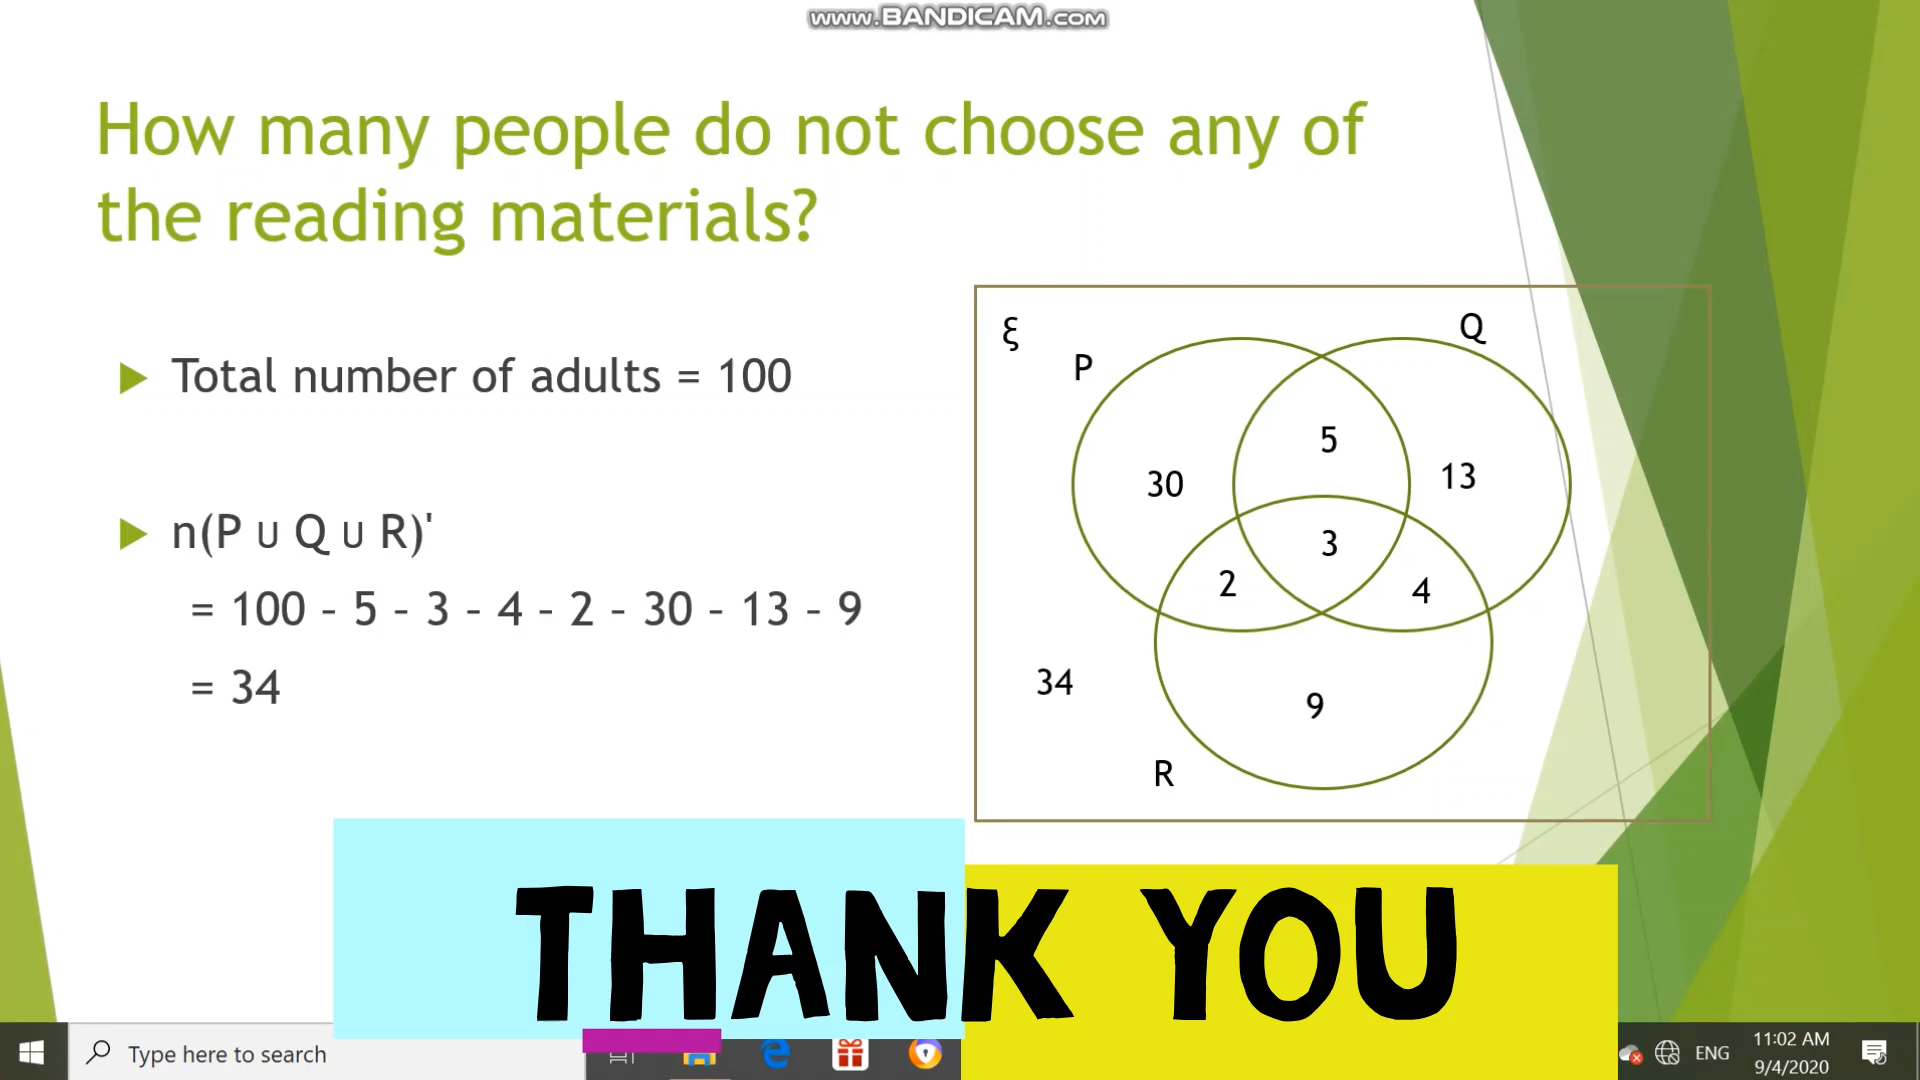 www.BANDICAM.com
How many people do not choose any of
the reading materials?
Total number of adults = 100
n(P ∪ Q ∪ R)'
= 100 - 5 - 3 - 4 - 2 - 30 - 13 - 9
= 34
ξ
P
Q
5
30
13
3
2
4
34
9
R
THANK YOU
Type here to search
ENG
11:02 AM
9/4/2020